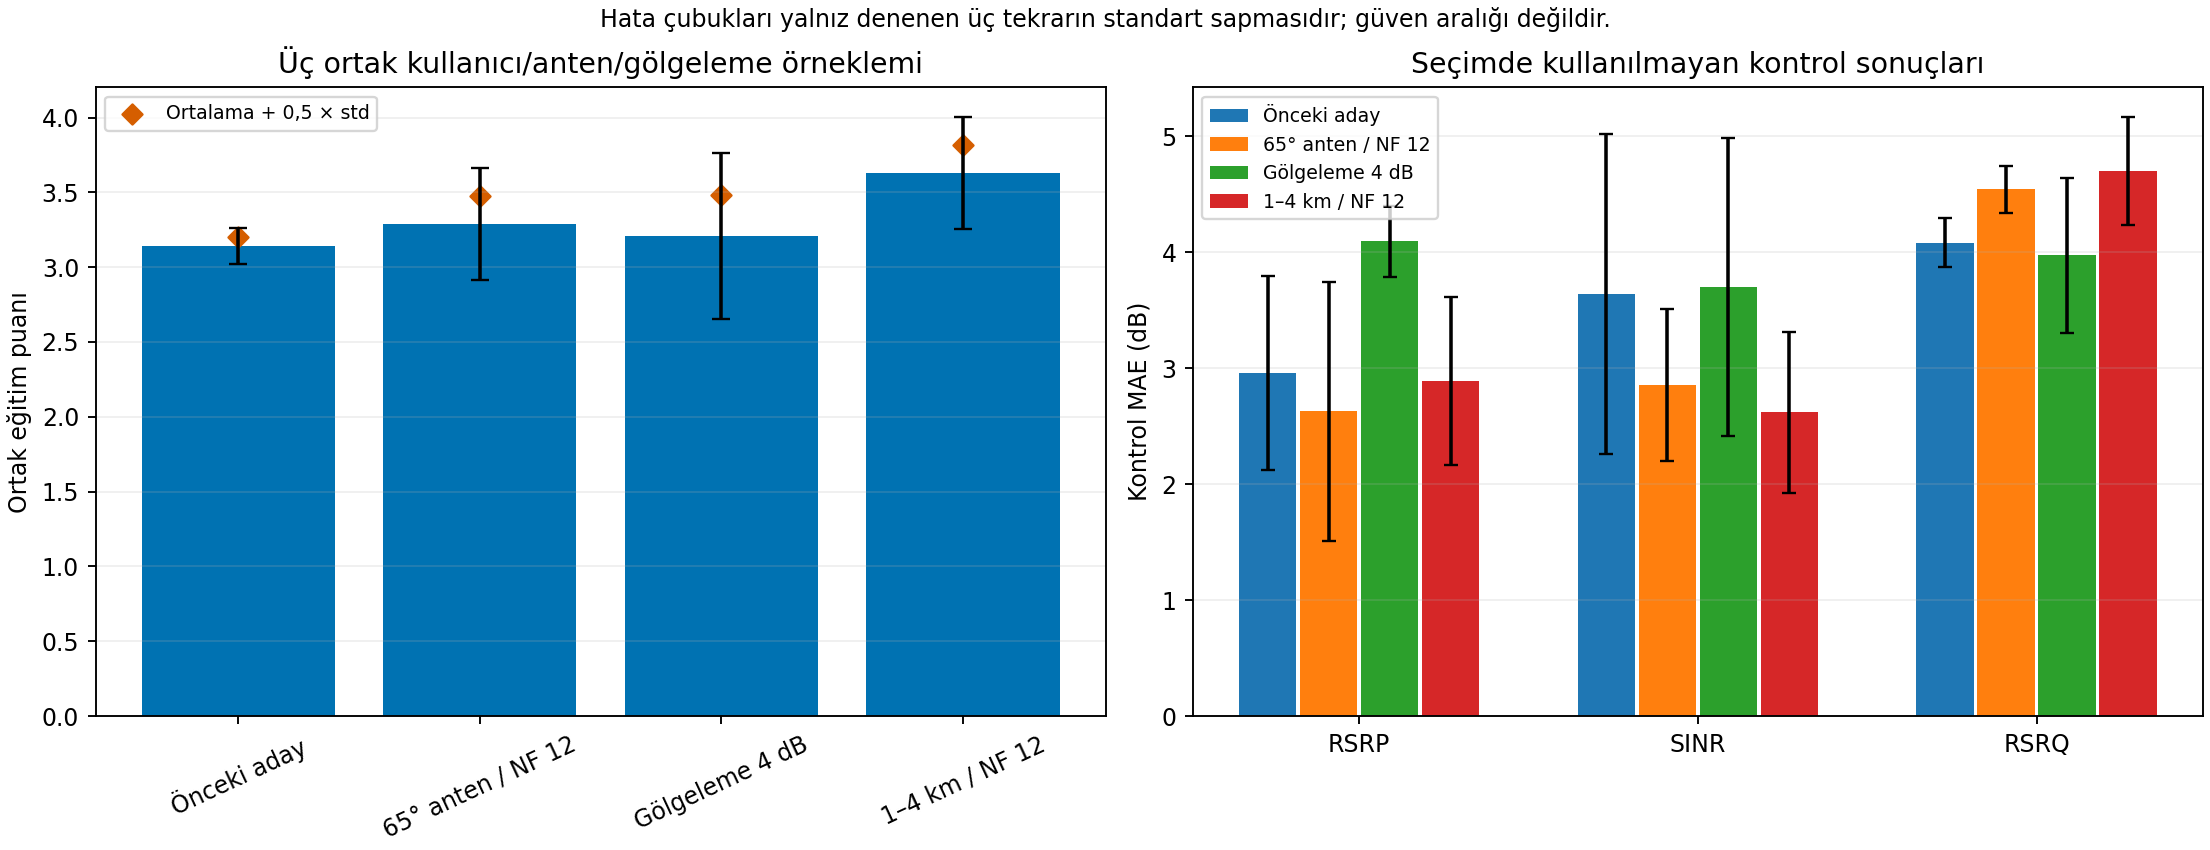 Hata çubukları yalnız denenen üç tekrarın standart sapmasıdır; güven aralığı değildir.
Üç ortak kullanıcı/anten/gölgeleme örneklemi
Ortalama + 0,5 × std
Ortak eğitim puanı
4.0
3.5
3.0
2.5
2.0
1.5
1.0
0.5
0.0
Önceki aday
65° anten / NF 12
Gölgeleme 4 dB
1–4 km / NF 12
Seçimde kullanılmayan kontrol sonuçları
Önceki aday
65° anten / NF 12
Gölgeleme 4 dB
1–4 km / NF 12
Kontrol MAE (dB)
5
4
3
2
1
0
RSRP
SINR
RSRQ